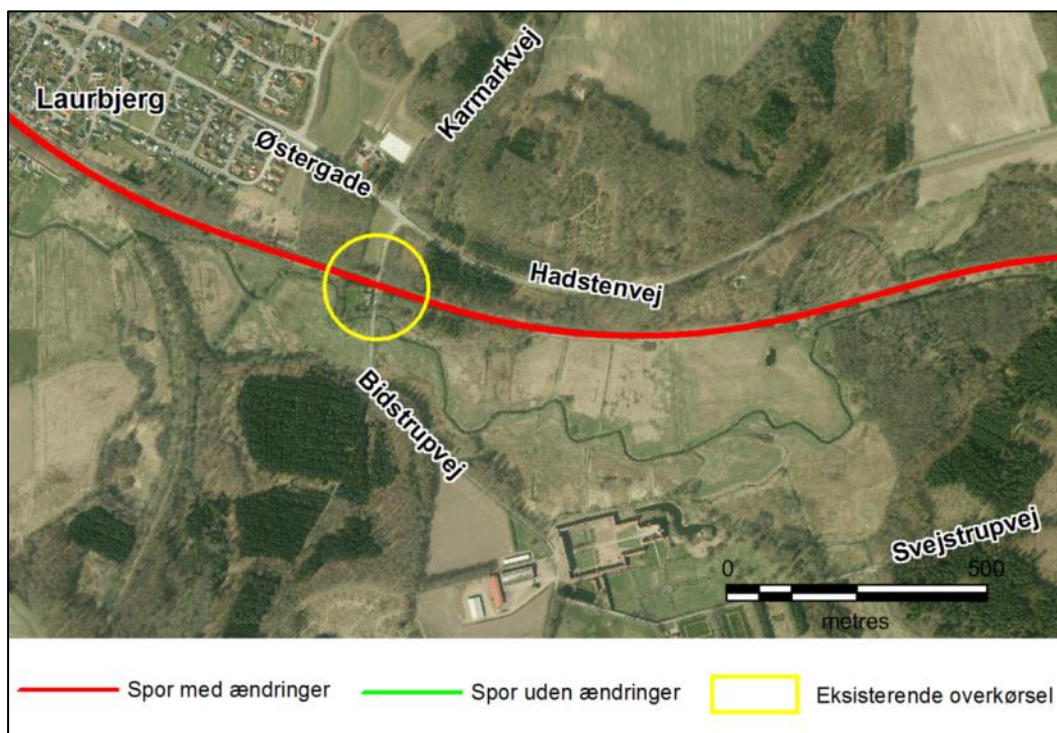 Laurbjerg
Østergade
Karmarkvej
Hadstenvej
Bidstrupvej
Svejstrupvej
0 500
metres
Spor med ændringer
Spor uden ændringer
Eksisterende overkørsel